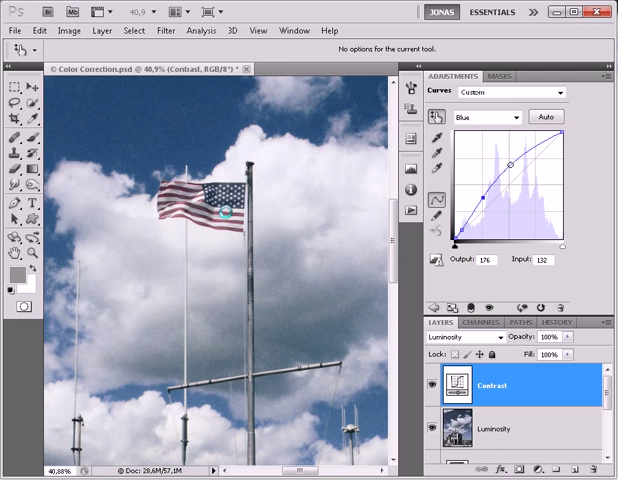 Ps Br Mb 40,9 JONAS ESSENTIALS
File Edit Image Layer Select Filter Analysis 3D View Window Help
No options for the current tool.
© Color Correction.psd @ 40,9% (Contrast, RGB/8*) *
ADJUSTMENTS MASKS
Curves Custom
Blue Auto
Output: 176 Input: 132
LAYERS CHANNELS PATHS HISTORY
Luminosity Opacity: 100%
Lock: Fill: 100%
Contrast
Luminosity
40,88% Doc: 28,6M/57,1M